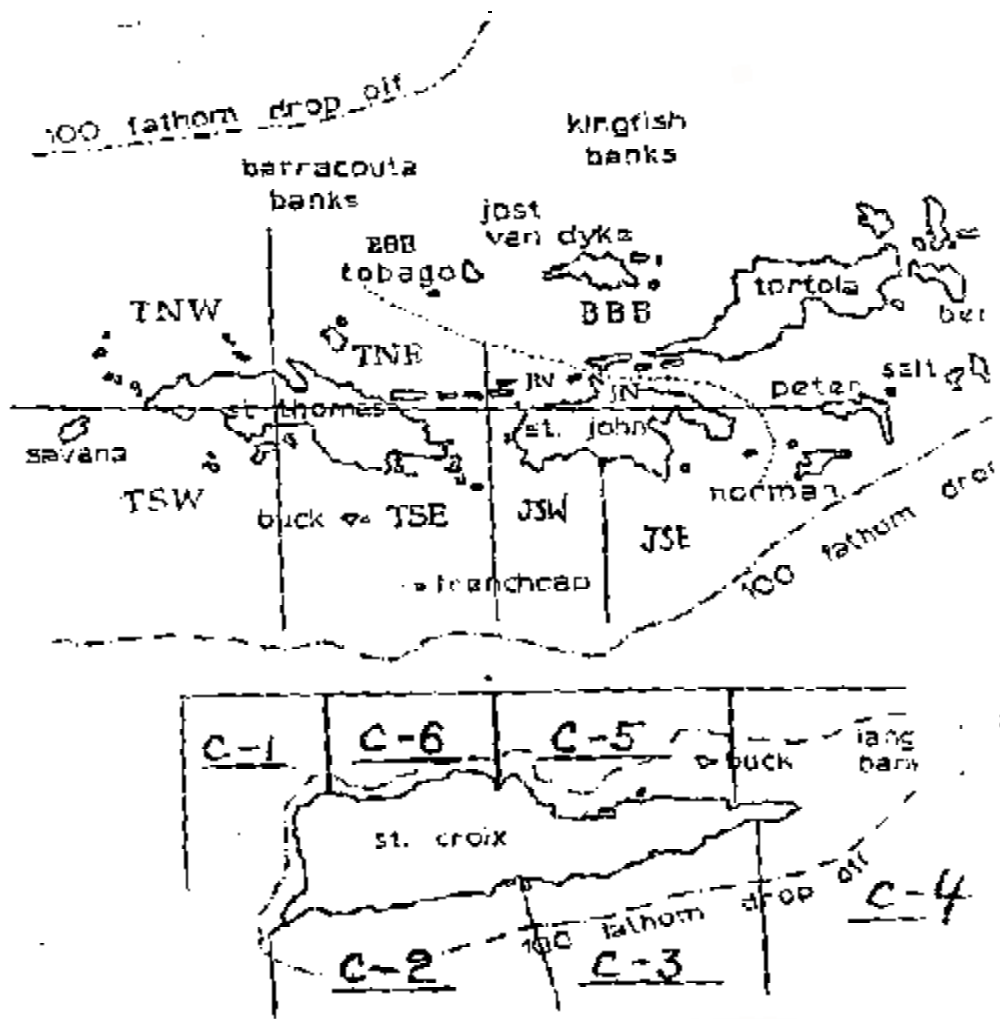 100 fathom drop off
kingfish
banks
barracouta
banks
jost
van dyke
tobago
BBB
tortola
TNW
TNE
JN
peter
salt
st. thomas
st. john
savana
norman
TSW
buck
TSE
JSW
JSE
frenchcap
100 fathom drop
C-1
C-6
C-5
lang
bank
buck
st. croix
C-4
100 fathom drop off
C-2
C-3